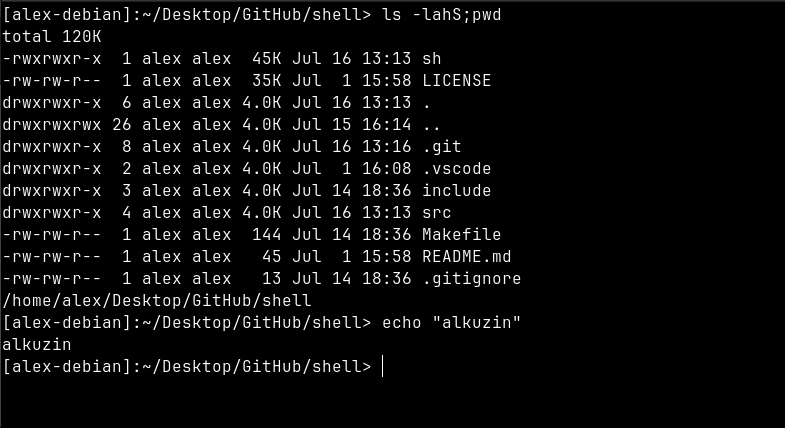 [alex-debian]:~/Desktop/GitHub/shell> ls -lahS;pwd
total 120K
-rwxrwxr-x  1 alex alex  45K Jul 16 13:13 sh
-rw-rw-r--  1 alex alex  35K Jul  1 15:58 LICENSE
drwxrwxr-x  6 alex alex 4.0K Jul 16 13:13 .
drwxrwxrwx 26 alex alex 4.0K Jul 15 16:14 ..
drwxrwxr-x  8 alex alex 4.0K Jul 16 13:16 .git
drwxrwxr-x  2 alex alex 4.0K Jul  1 16:08 .vscode
drwxrwxr-x  3 alex alex 4.0K Jul 14 18:36 include
drwxrwxr-x  4 alex alex 4.0K Jul 16 13:13 src
-rw-rw-r--  1 alex alex  144 Jul 14 18:36 Makefile
-rw-rw-r--  1 alex alex   45 Jul  1 15:58 README.md
-rw-rw-r--  1 alex alex   13 Jul 14 18:36 .gitignore
/home/alex/Desktop/GitHub/shell
[alex-debian]:~/Desktop/GitHub/shell> echo "alkuzin"
alkuzin
[alex-debian]:~/Desktop/GitHub/shell>